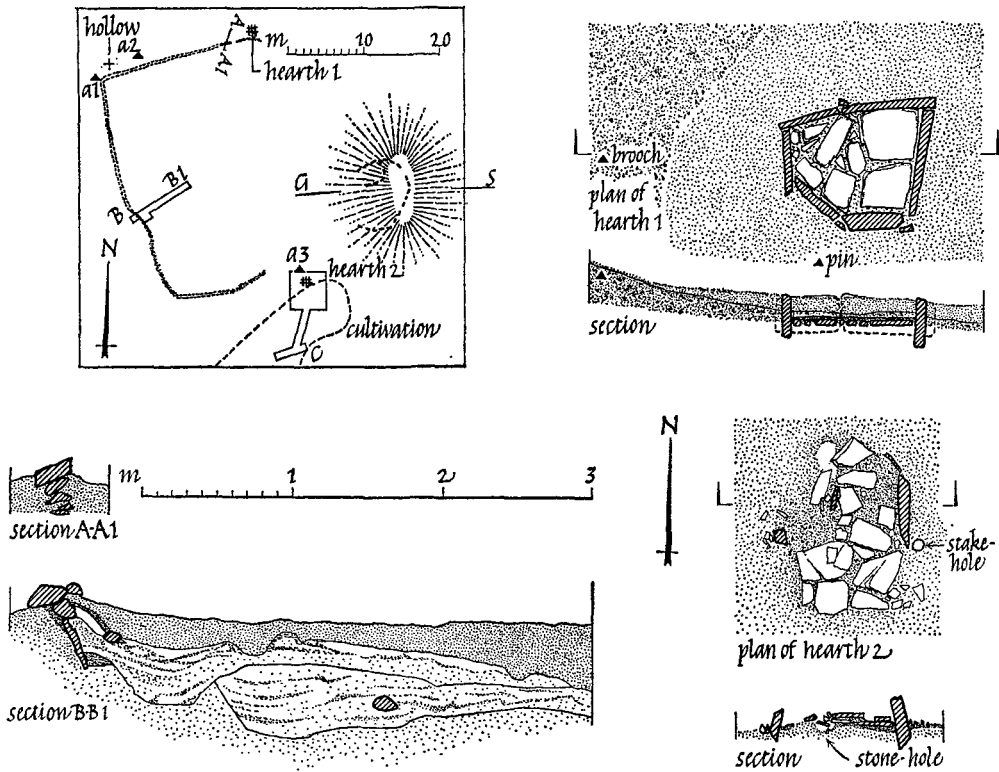 hollow
a2
A
m
10
20
A1
hearth 1
a1
B1
B
G
S
N
a3
hearth 2
cultivation
C
brooch
plan of
hearth 1
pin
section
m
1
2
3
section A-A1
section B-B1
N
stake-
hole
plan of hearth 2
section
stone-hole